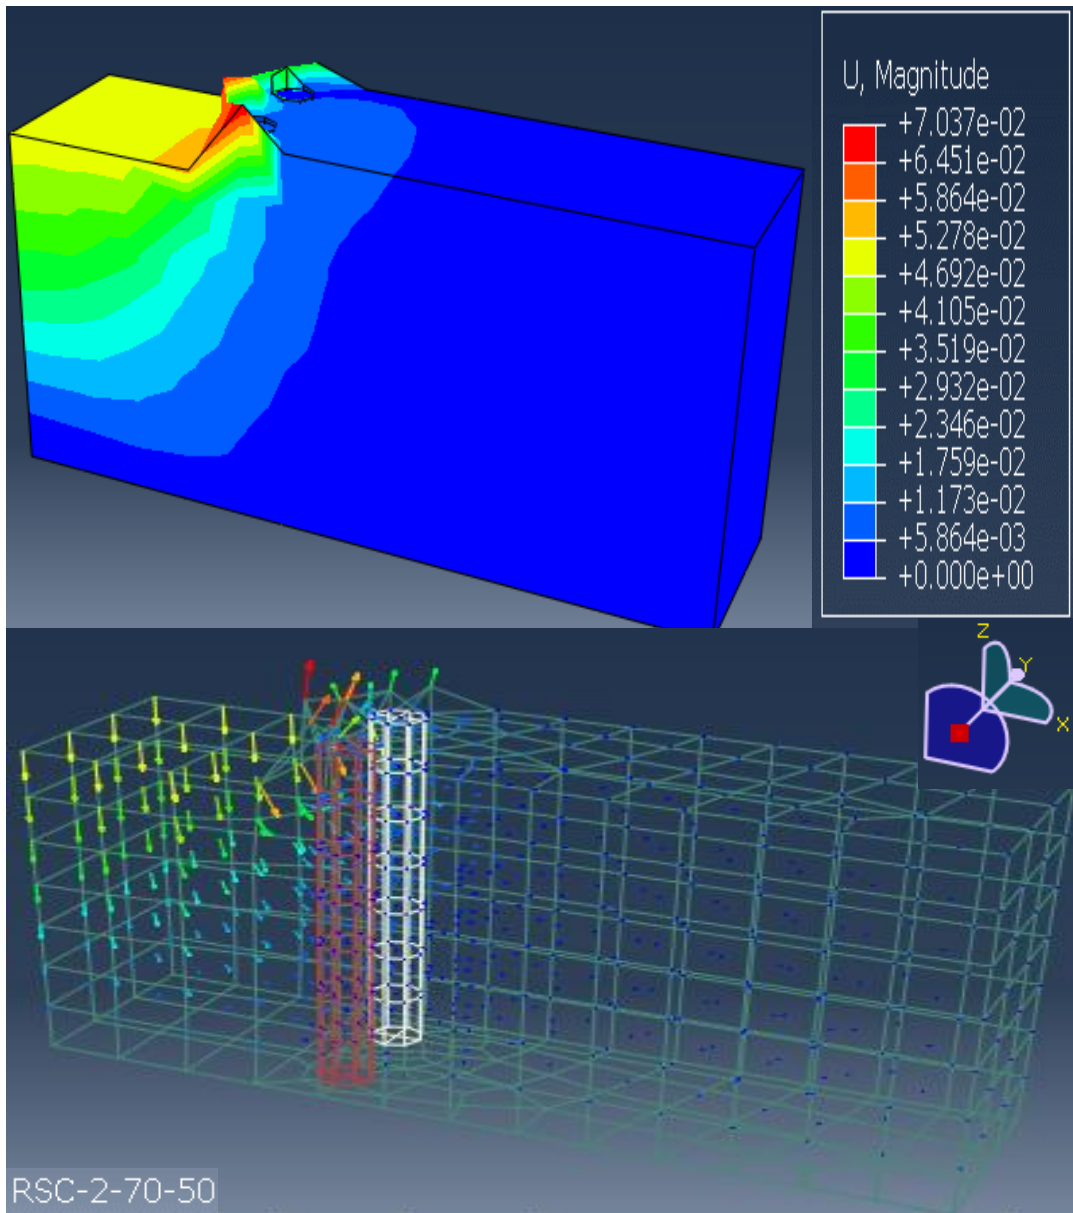 U, Magnitude
+7.037e-02
+6.451e-02
+5.864e-02
+5.278e-02
+4.692e-02
+4.105e-02
+3.519e-02
+2.932e-02
+2.346e-02
+1.759e-02
+1.173e-02
+5.864e-03
+0.000e+00
Z
Y
X
RSC-2-70-50